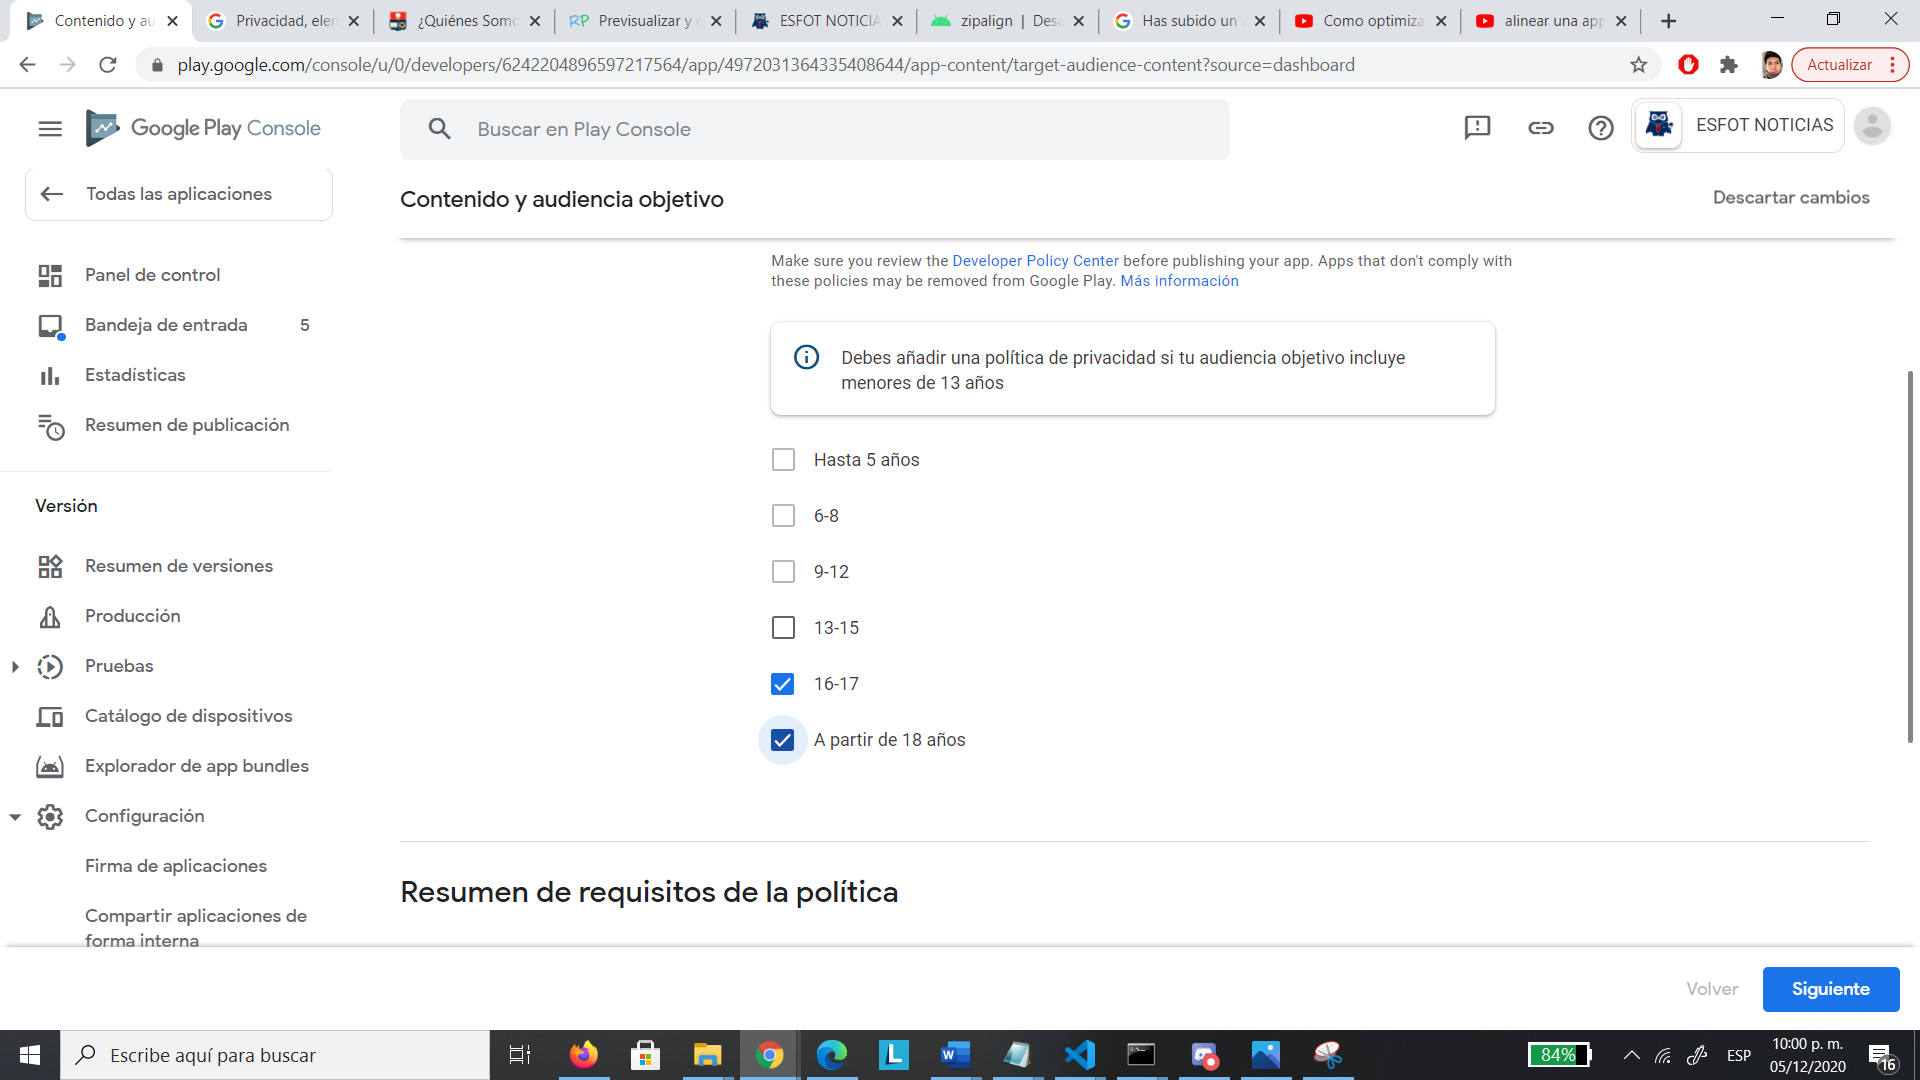 Contenido y au
Privacidad, eler
¿Quiénes Somo
Previsualizar y
ESFOT NOTICIA
zipalign | Desa
Has subido un
Como optimiza
alinear una app
play.google.com/console/u/0/developers/6242204896597217564/app/4972031364335408644/app-content/target-audience-content?source=dashboard
Actualizar
Google Play Console
Buscar en Play Console
ESFOT NOTICIAS
Todas las aplicaciones
Contenido y audiencia objetivo
Descartar cambios
Panel de control
Bandeja de entrada 5
Estadísticas
Resumen de publicación
Versión
Resumen de versiones
Producción
Pruebas
Catálogo de dispositivos
Explorador de app bundles
Configuración
Firma de aplicaciones
Compartir aplicaciones de
forma interna
Make sure you review the Developer Policy Center before publishing your app. Apps that don't comply with
these policies may be removed from Google Play. Más información
Debes añadir una política de privacidad si tu audiencia objetivo incluye
menores de 13 años
Hasta 5 años
6-8
9-12
13-15
16-17
A partir de 18 años
Resumen de requisitos de la política
Volver
Siguiente
Escribe aquí para buscar
84%
ESP
10:00 p. m.
05/12/2020
16